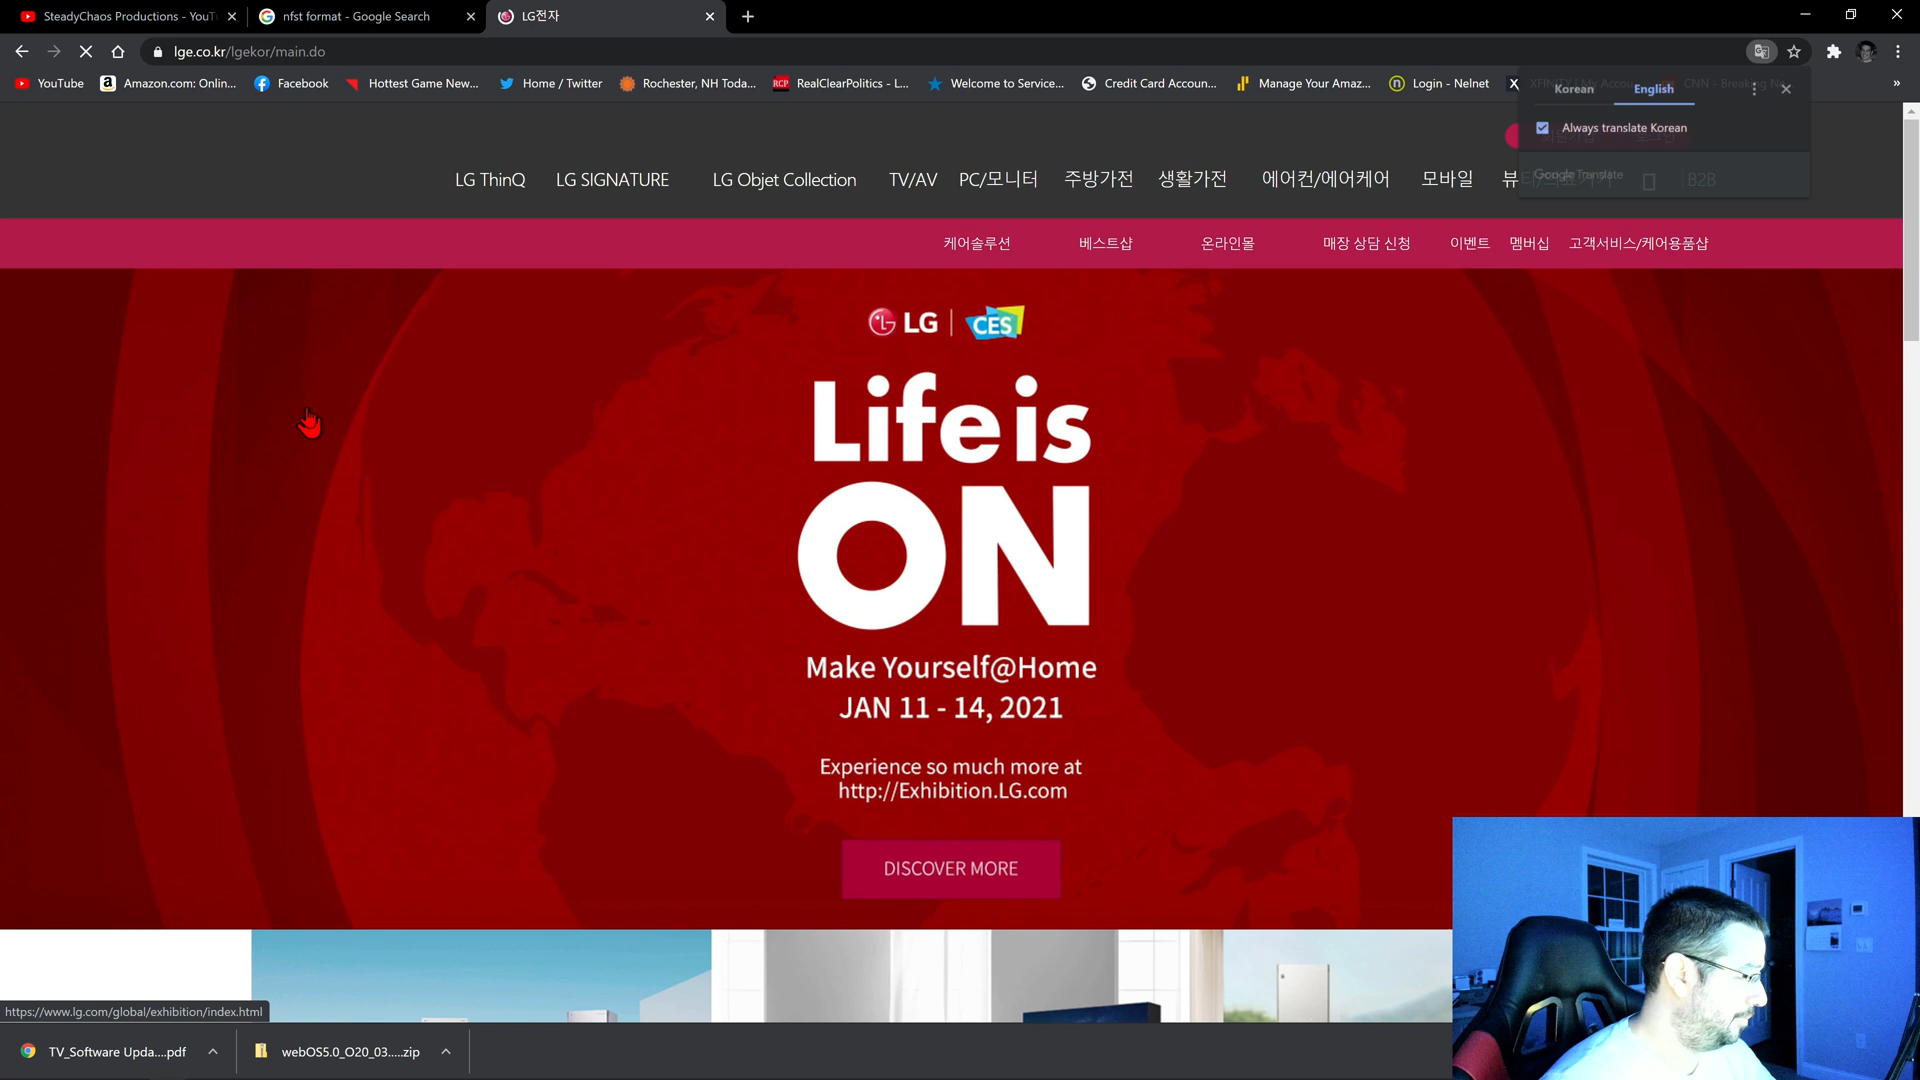 SteadyChaos Productions - YouT
nfst format - Google Search
LG전자
lge.co.kr/lgekor/main.do
YouTube
Amazon.com: Onlin...
Facebook
Hottest Game New...
Home / Twitter
Rochester, NH Toda...
RCP
RealClearPolitics - L...
Welcome to Service...
Credit Card Accoun...
Manage Your Amaz...
Login - Nelnet
XFINITY | My Accou
CNN - Breaking Ne...
Korean
English
Always translate Korean
Google Translate
LG ThinQ
LG SIGNATURE
LG Objet Collection
TV/AV
PC/모니터
주방가전
생활가전
에어컨/에어케어
모바일
B2B
케어솔루션
베스트샵
온라인몰
매장 상담 신청
이벤트
멤버십
고객서비스/케어용품샵
LG | CES
Life is
ON
Make Yourself@Home
JAN 11 - 14, 2021
Experience so much more at
http://Exhibition.LG.com
DISCOVER MORE
https://www.lg.com/global/exhibition/index.html
TV_Software Upda....pdf
webOS5.0_O20_03.....zip